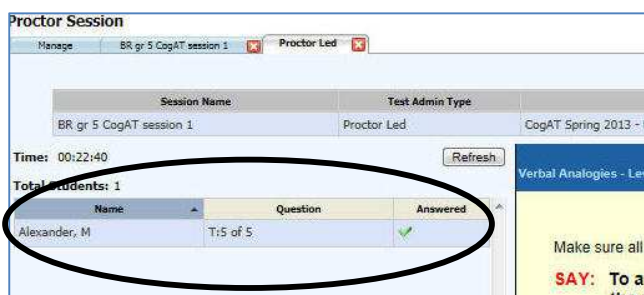 Proctor Session
Manage BR gr 5 CogAT session 1 Proctor Led
Session Name Test Admin Type
BR gr 5 CogAT session 1 Proctor Led CogAT Spring 2013 -
Time: 00:22:40 Refresh
Total Students: 1
Name Question Answered
Alexander, M T:5 of 5
Verbal Analogies - Le
Make sure all
SAY: To a